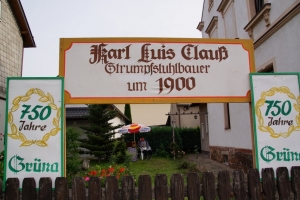 Karl Luis Clauß
Strumpfstuhlbauer
um 1900
750
Jahre
Grüna
750
Jahre
Grüna